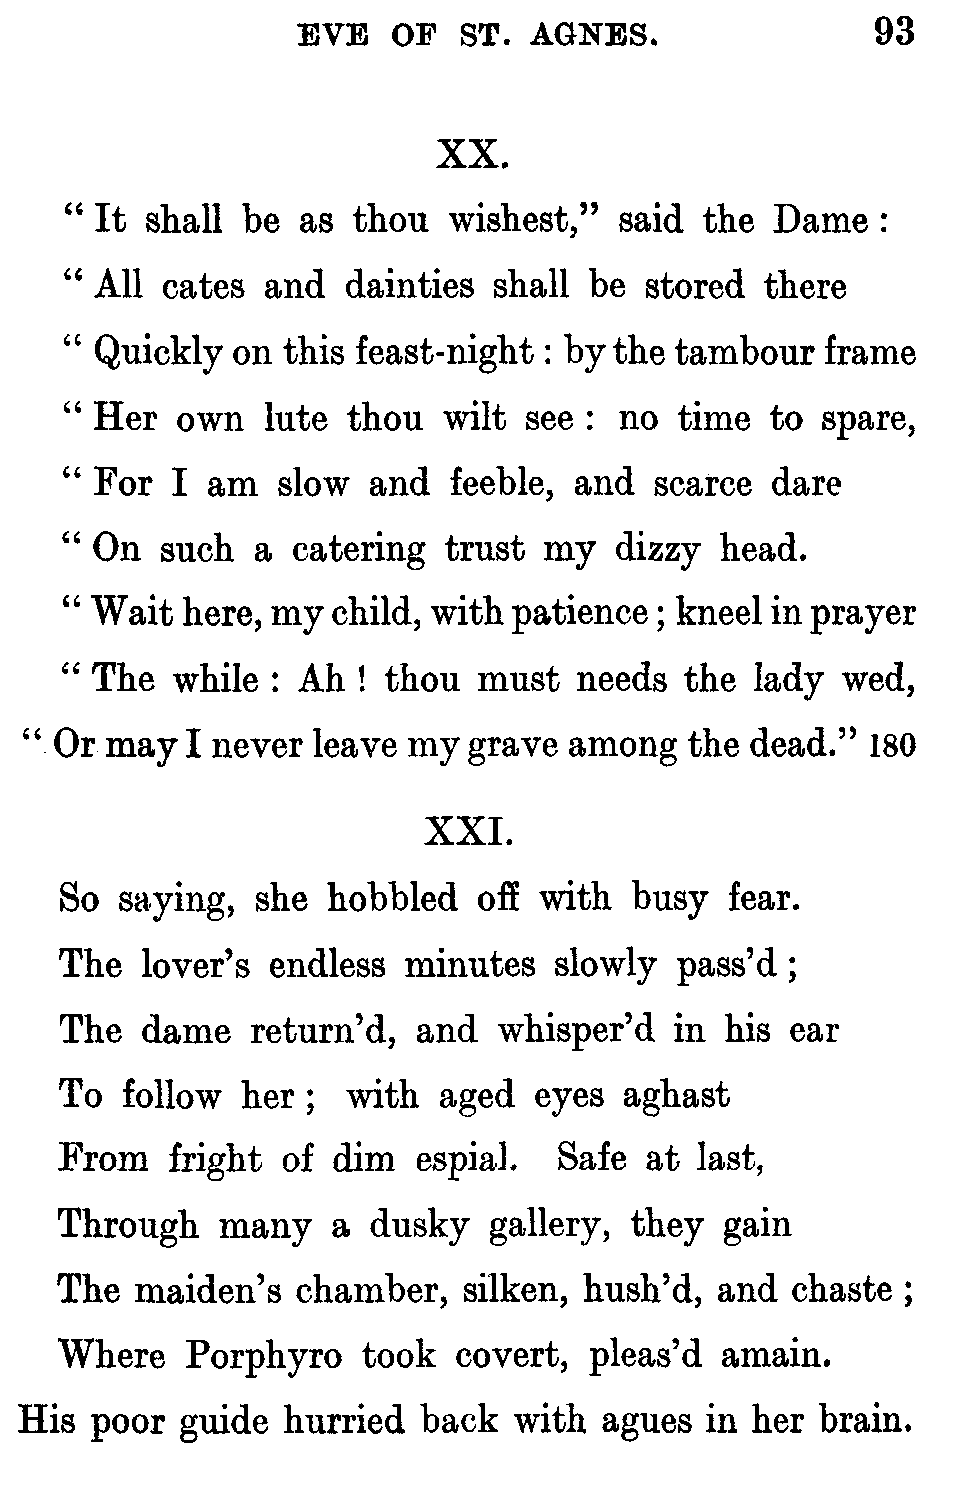 EVE OF ST. AGNES. 93
XX.
“ It shall be as thou wishest,” said the Dame :
“ All cates and dainties shall be stored there
“ Quickly on this feast-night : by the tambour frame
“ Her own lute thou wilt see : no time to spare,
“ For I am slow and feeble, and scarce dare
“ On such a catering trust my dizzy head.
“ Wait here, my child, with patience ; kneel in prayer
“ The while : Ah ! thou must needs the lady wed,
“ Or may I never leave my grave among the dead.” 180
XXI.
So saying, she hobbled off with busy fear.
The lover’s endless minutes slowly pass’d ;
The dame return’d, and whisper’d in his ear
To follow her ; with aged eyes aghast
From fright of dim espial. Safe at last,
Through many a dusky gallery, they gain
The maiden’s chamber, silken, hush’d, and chaste ;
Where Porphyro took covert, pleas’d amain.
His poor guide hurried back with agues in her brain.